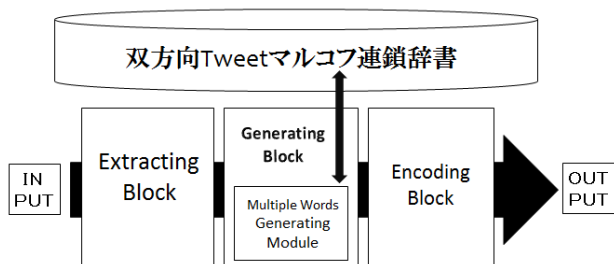 双方向Tweetマルコフ連鎖辞書
IN
PUT
Extracting
Block
Generating
Block
Multiple Words
Generating
Module
Encoding
Block
OUT
PUT